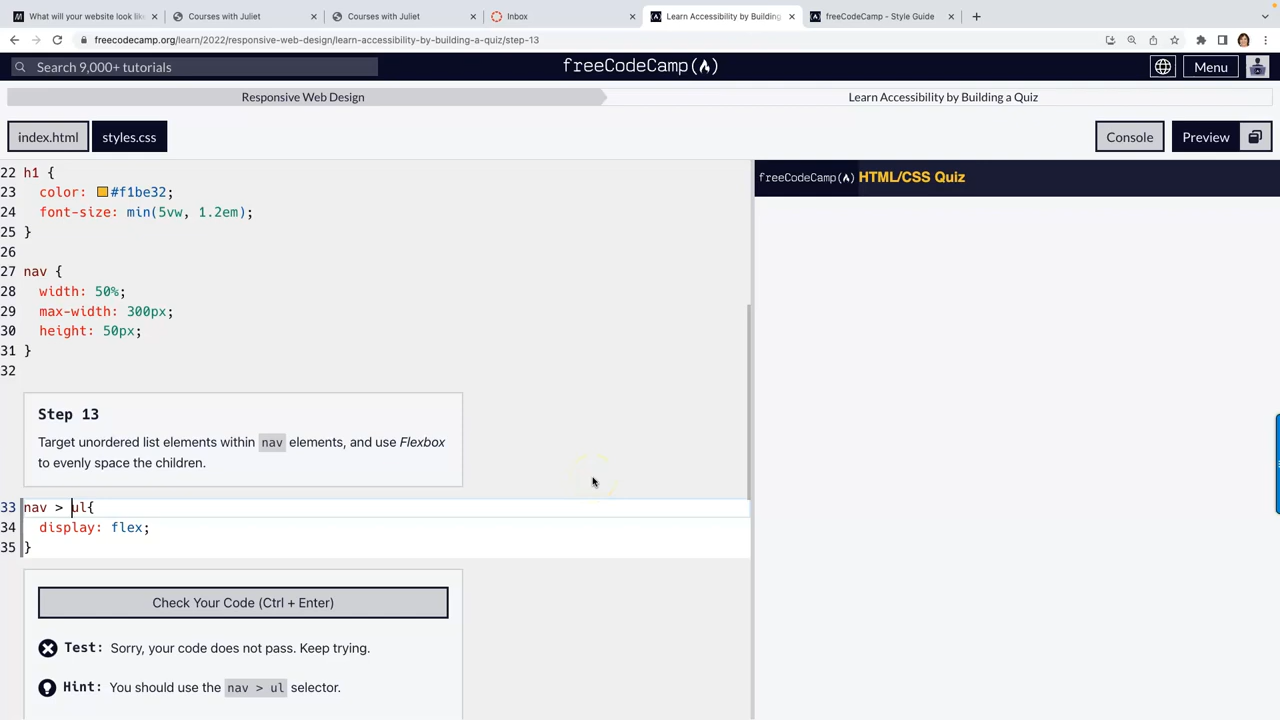 What will your website look lik
Courses with Juliet
Courses with Juliet
Inbox
Learn Accessibility by Building
freeCodeCamp - Style Guide
freecodecamp.org/learn/2022/responsive-web-design/learn-accessibility-by-building-a-quiz/step-13
Search 9,000+ tutorials
freeCodeCamp
Menu
Responsive Web Design
Learn Accessibility by Building a Quiz
index.html
styles.css
Console
Preview
22 h1 {
23 color: #f1be32;
24 font-size: min(5vw, 1.2em);
25 }
26
27 nav {
28 width: 50%;
29 max-width: 300px;
30 height: 50px;
31 }
32
freeCodeCamp HTML/CSS Quiz
Step 13
Target unordered list elements within nav elements, and use Flexbox
to evenly space the children.
33 nav > ul{
34 display: flex;
35 }
Check Your Code (Ctrl + Enter)
Test: Sorry, your code does not pass. Keep trying.
Hint: You should use the nav > ul selector.